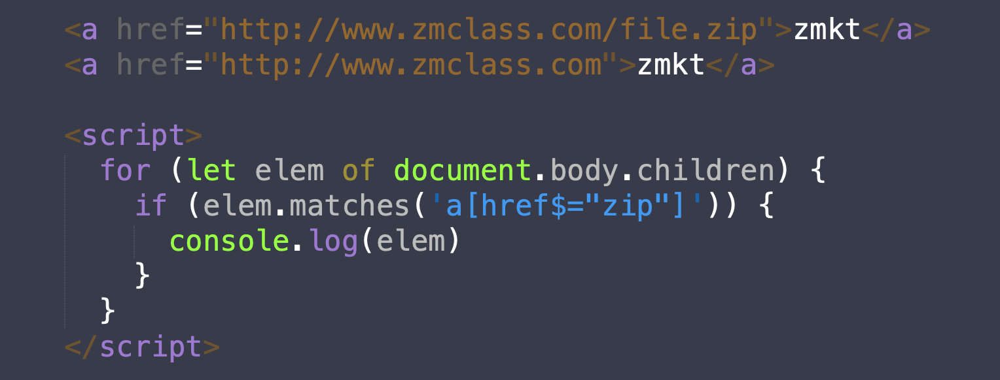 <a href="http://www.zmclass.com/file.zip">zmkt</a>
<a href="http://www.zmclass.com">zmkt</a>
<script>
for (let elem of document.body.children) {
if (elem.matches('a[href$="zip"]')) {
console.log(elem)
}
}
</script>